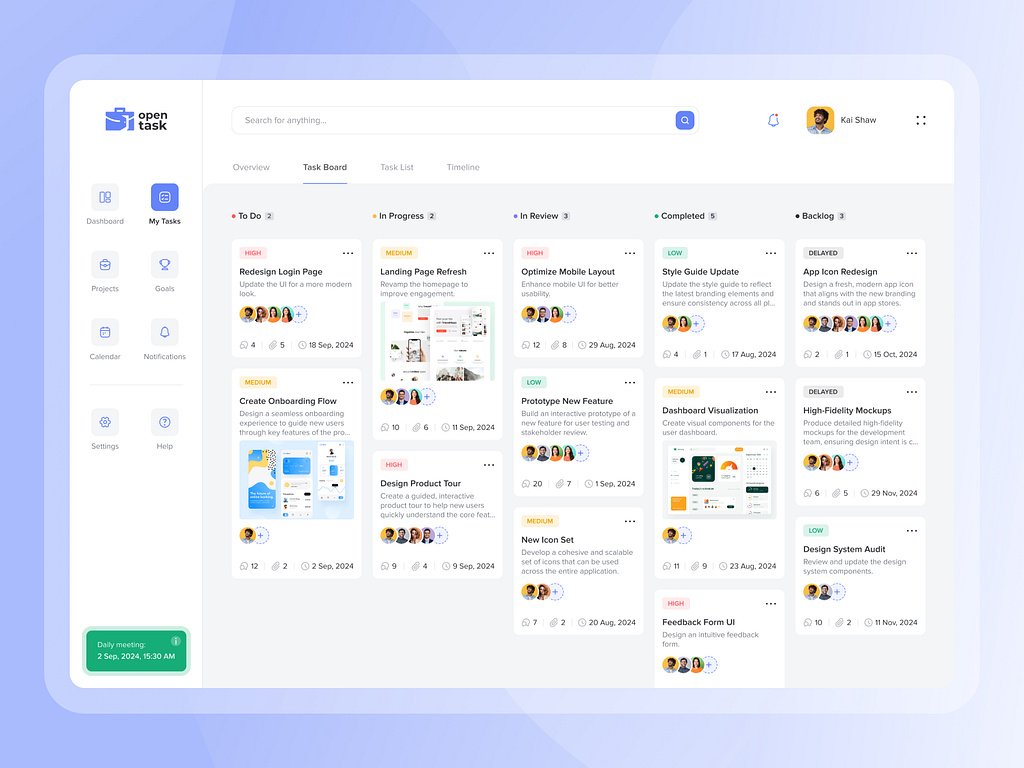 open
task
Search for anything...
Kai Shaw
Overview
Task Board
Task List
Timeline
Dashboard
My Tasks
Projects
Goals
Calendar
Notifications
Settings
Help
Daily meeting:
2 Sep, 2024, 15:30 AM
To Do 2
HIGH
Redesign Login Page
Update the UI for a more modern
look.
4 5 18 Sep, 2024
MEDIUM
Create Onboarding Flow
Design a seamless onboarding
experience to guide new users
through key features of the pro...
The future of
online banking
12 2 2 Sep, 2024
In Progress 2
MEDIUM
Landing Page Refresh
Revamp the homepage to
improve engagement.
10 6 11 Sep, 2024
HIGH
Design Product Tour
Create a guided, interactive
product tour to help new users
quickly understand the core feat...
9 4 9 Sep, 2024
In Review 3
HIGH
Optimize Mobile Layout
Enhance mobile UI for better
usability.
12 8 29 Aug, 2024
LOW
Prototype New Feature
Build an interactive prototype of a
new feature for user testing and
stakeholder review.
20 7 1 Sep, 2024
MEDIUM
New Icon Set
Develop a cohesive and scalable
set of icons that can be used
across the entire application.
7 2 20 Aug, 2024
Completed 5
LOW
Style Guide Update
Update the style guide to reflect
the latest branding elements and
ensure consistency across all pl...
4 1 17 Aug, 2024
MEDIUM
Dashboard Visualization
Create visual components for the
user dashboard.
11 9 23 Aug, 2024
HIGH
Feedback Form UI
Design an intuitive feedback
form.
Backlog 3
DELAYED
App Icon Redesign
Design a fresh, modern app icon
that aligns with the new branding
and stands out in app stores.
2 1 15 Oct, 2024
DELAYED
High-Fidelity Mockups
Produce detailed high-fidelity
mockups for the development
team, ensuring design intent is c...
6 5 29 Nov, 2024
LOW
Design System Audit
Review and update the design
system components.
10 2 11 Nov, 2024